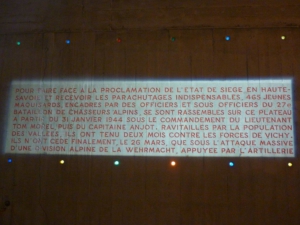 POUR FAIRE FACE A LA PROCLAMATION DE L'ETAT DE SIEGE EN HAUTE-
SAVOIE ET RECEVOIR LES PARACHUTAGES INDISPENSABLES, 465 JEUNES
MAQUISARDS, ENCADRES PAR DES OFFICIERS ET SOUS OFFICIERS DU 27e
BATAILLON DE CHASSEURS ALPINS, SE SONT RASSEMBLES SUR CE PLATEAU
A PARTIR DU 31 JANVIER 1944 SOUS LE COMMANDEMENT DU LIEUTENANT
TOM MOREL PUIS DU CAPITAINE ANJOT. RAVITAILLES PAR LA POPULATION
DES VALLEES, ILS ONT TENU DEUX MOIS CONTRE LES FORCES DE VICHY.
ILS N'ONT CEDE FINALEMENT, LE 26 MARS, QUE SOUS L'ATTAQUE MASSIVE
D'UNE DIVISION ALPINE DE LA WEHRMACHT, APPUYEE PAR L'ARTILLERIE